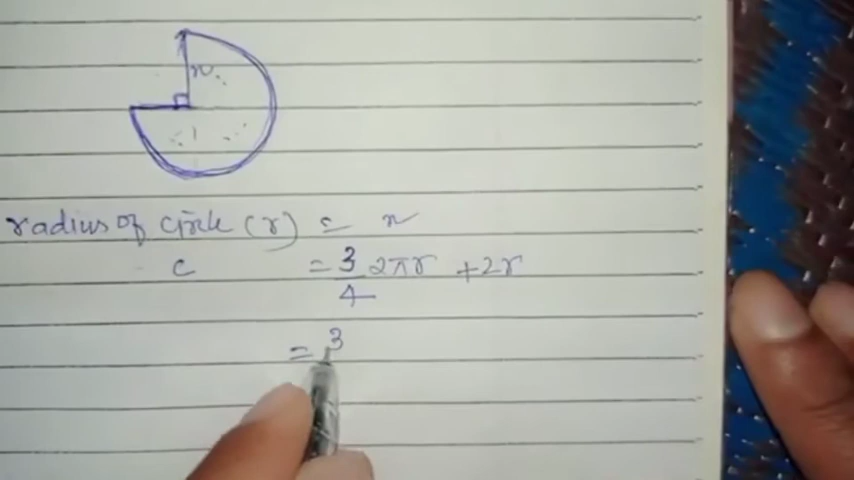 x
radius of circle (r) = x
c = 3/4 2πr + 2r
= 3